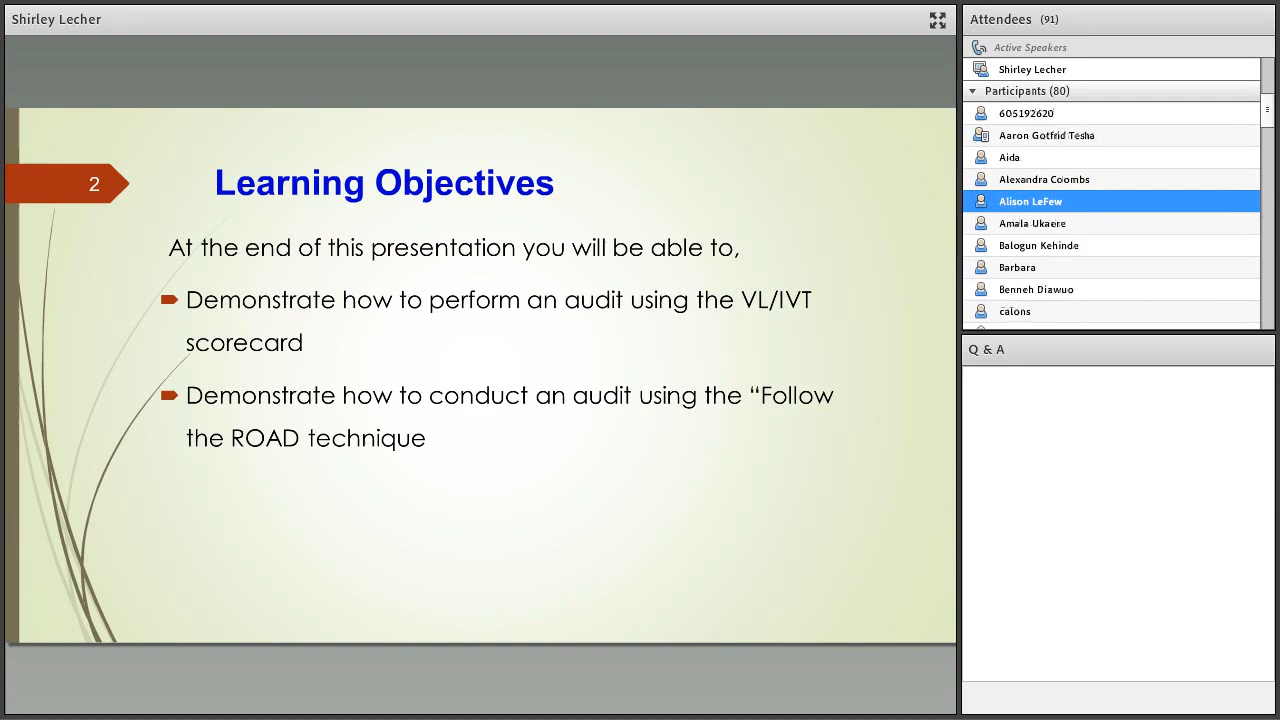 Shirley Lecher
2
Learning Objectives
At the end of this presentation you will be able to,
Demonstrate how to perform an audit using the VL/IVT
scorecard
Demonstrate how to conduct an audit using the “Follow
the ROAD technique
Attendees (91)
Active Speakers
Shirley Lecher
Participants (80)
605192620
Aaron Gotfrid Tesha
Aida
Alexandra Coombs
Alison LeFew
Amala Ukaere
Balogun Kehinde
Barbara
Benneh Diawuo
calons
Q & A